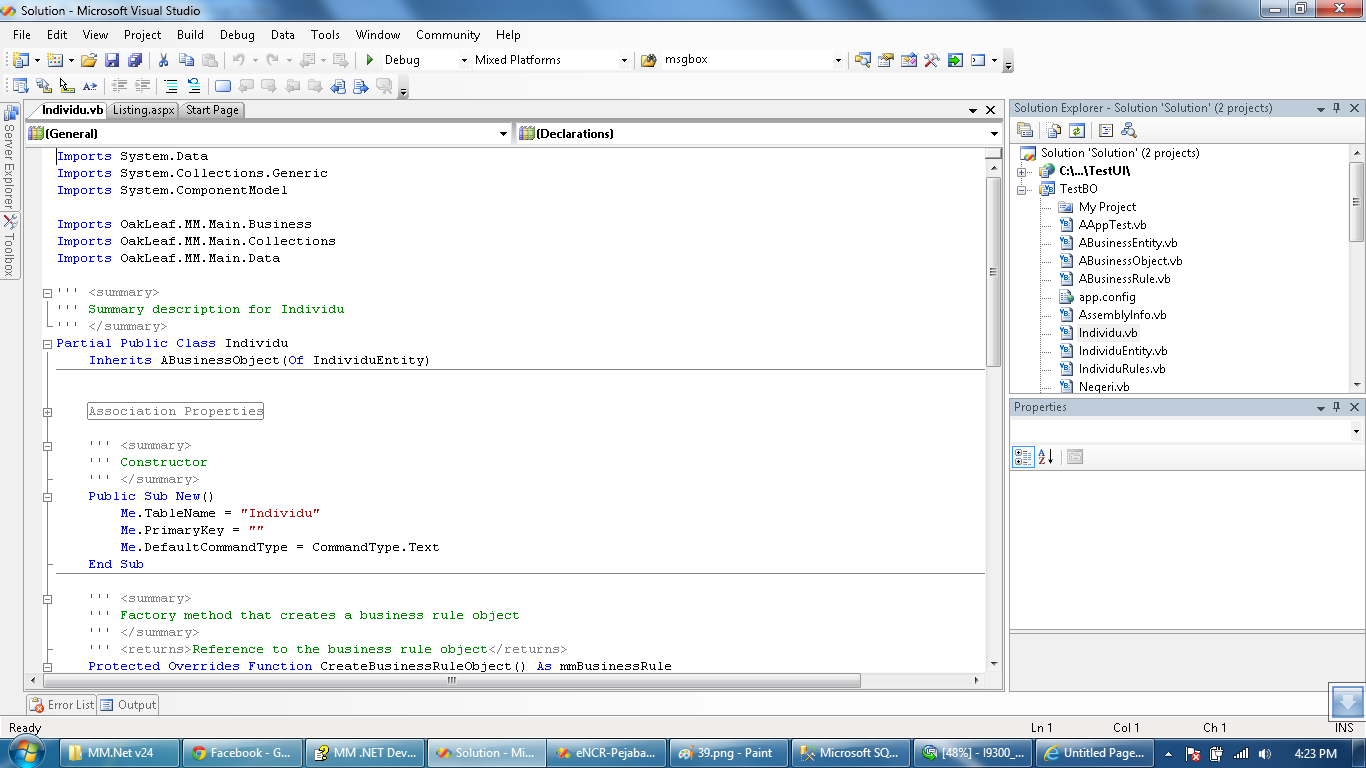 Solution - Microsoft Visual Studio
File Edit View Project Build Debug Data Tools Window Community Help
Debug Mixed Platforms msgbox
Individu.vb Listing.aspx Start Page
(General) (Declarations)
Server Explorer
Toolbox
Imports System.Data
Imports System.Collections.Generic
Imports System.ComponentModel
Imports OakLeaf.MM.Main.Business
Imports OakLeaf.MM.Main.Collections
Imports OakLeaf.MM.Main.Data
''' <summary>
''' Summary description for Individu
''' </summary>
Partial Public Class Individu
Inherits ABusinessObject(Of IndividuEntity)
Association Properties
''' <summary>
''' Constructor
''' </summary>
Public Sub New()
Me.TableName = "Individu"
Me.PrimaryKey = ""
Me.DefaultCommandType = CommandType.Text
End Sub
''' <summary>
''' Factory method that creates a business rule object
''' </summary>
''' <returns>Reference to the business rule object</returns>
Protected Overrides Function CreateBusinessRuleObject() As mmBusinessRule
Solution Explorer - Solution 'Solution' (2 projects)
Solution 'Solution' (2 projects)
C:\...\TestUI\
TestBO
My Project
AAppTest.vb
ABusinessEntity.vb
ABusinessObject.vb
ABusinessRule.vb
app.config
AssemblyInfo.vb
Individu.vb
IndividuEntity.vb
IndividuRules.vb
Negeri.vb
Properties
Error List Output
Ready Ln 1 Col 1 Ch 1 INS
MM.Net v24 Facebook - G... MM .NET Dev... Solution - Mi... eNCR-Pejaba... 39.png - Paint Microsoft SQ... [48%] - I9300_... Untitled Page... 4:23 PM